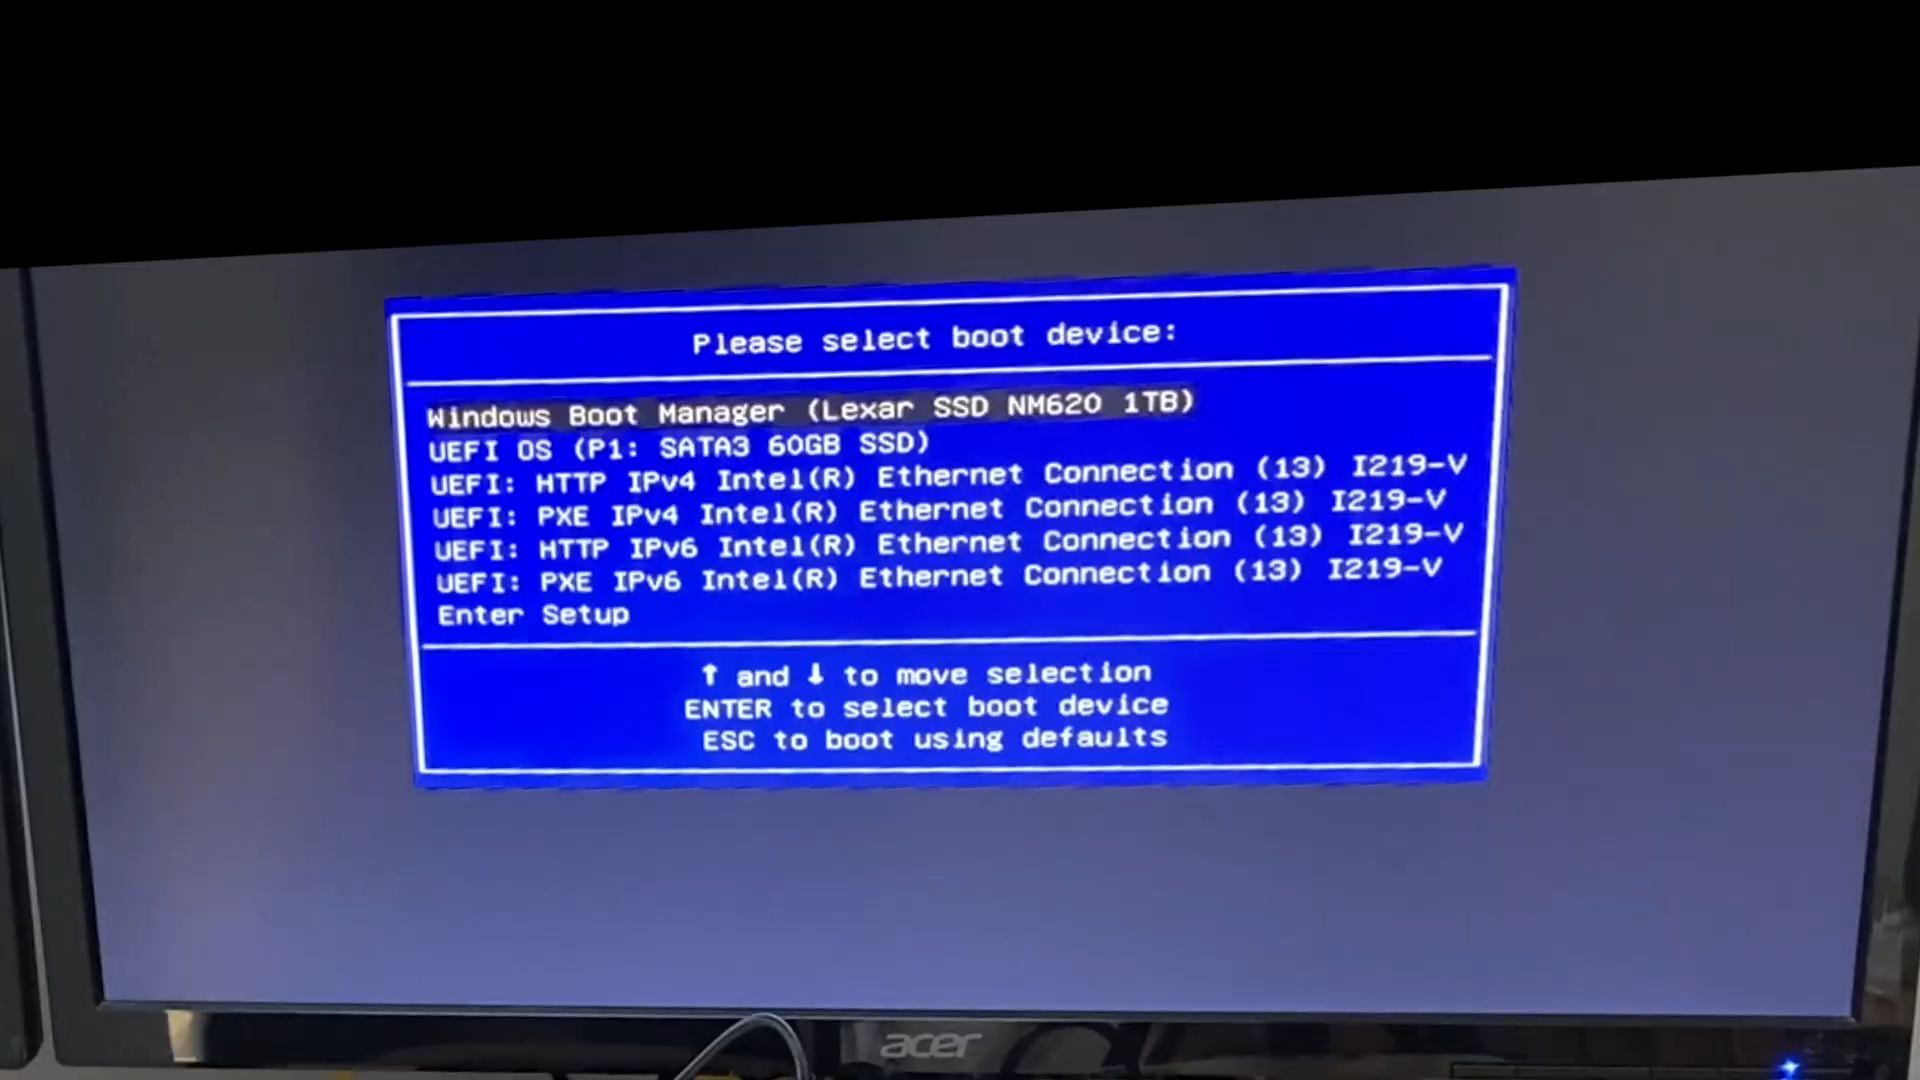 Please select boot device:
Windows Boot Manager (Lexar SSD NM620 1TB)
UEFI OS (P1: SATA3 60GB SSD)
UEFI: HTTP IPv4 Intel(R) Ethernet Connection (13) I219-V
UEFI: PXE IPv4 Intel(R) Ethernet Connection (13) I219-V
UEFI: HTTP IPv6 Intel(R) Ethernet Connection (13) I219-V
UEFI: PXE IPv6 Intel(R) Ethernet Connection (13) I219-V
Enter Setup
↑ and ↓ to move selection
ENTER to select boot device
ESC to boot using defaults
acer